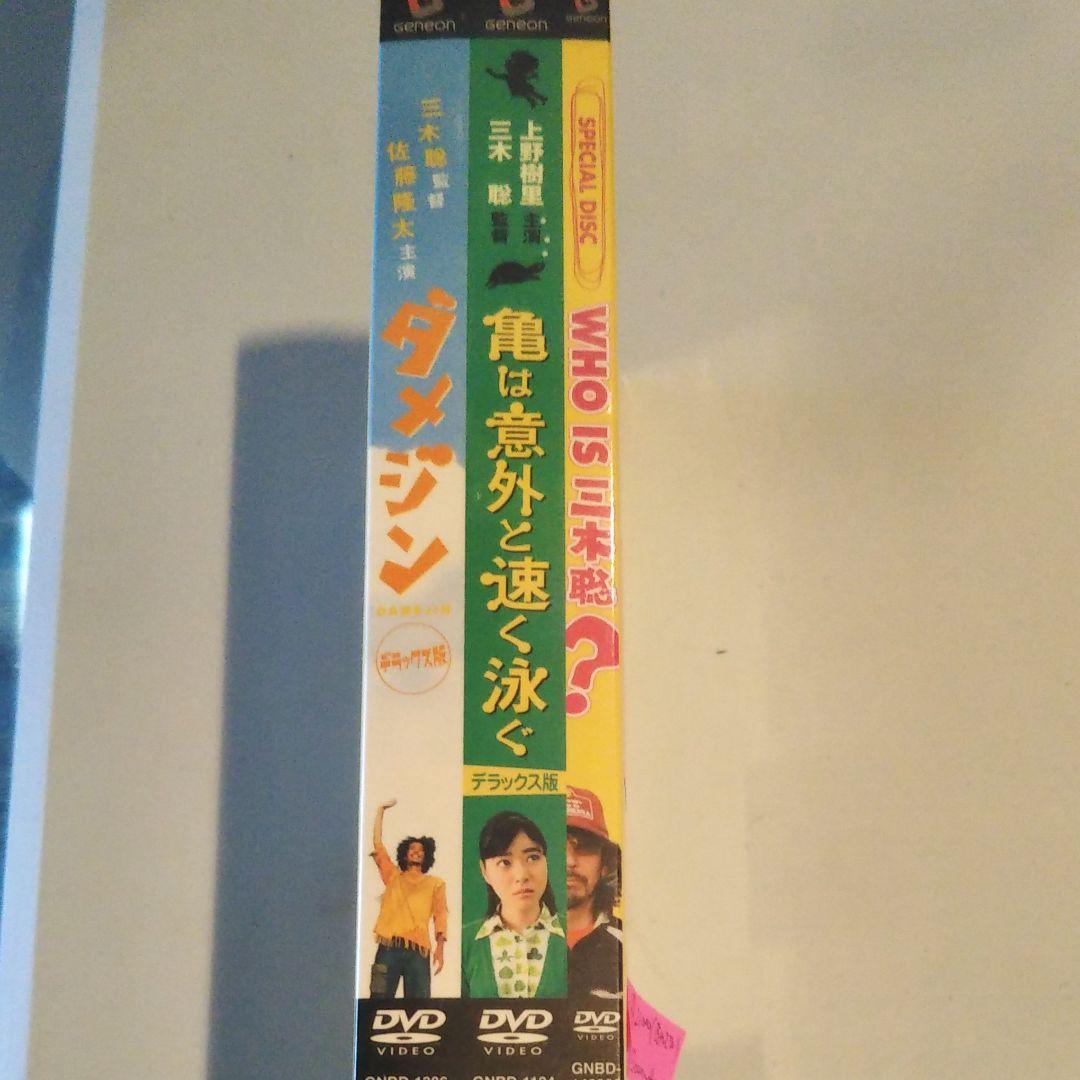 Geneon
三木聡監督
佐藤隆太主演
ダメジン
DAMEJIN
デラックス版
DVD
VIDEO
Geneon
上野樹里 主演
三木 聡 監督
亀は意外と速く泳ぐ
デラックス版
DVD
VIDEO
Geneon
SPECIAL DISC
WHO IS 三木聡?
DVD
VIDEO
GNBD-